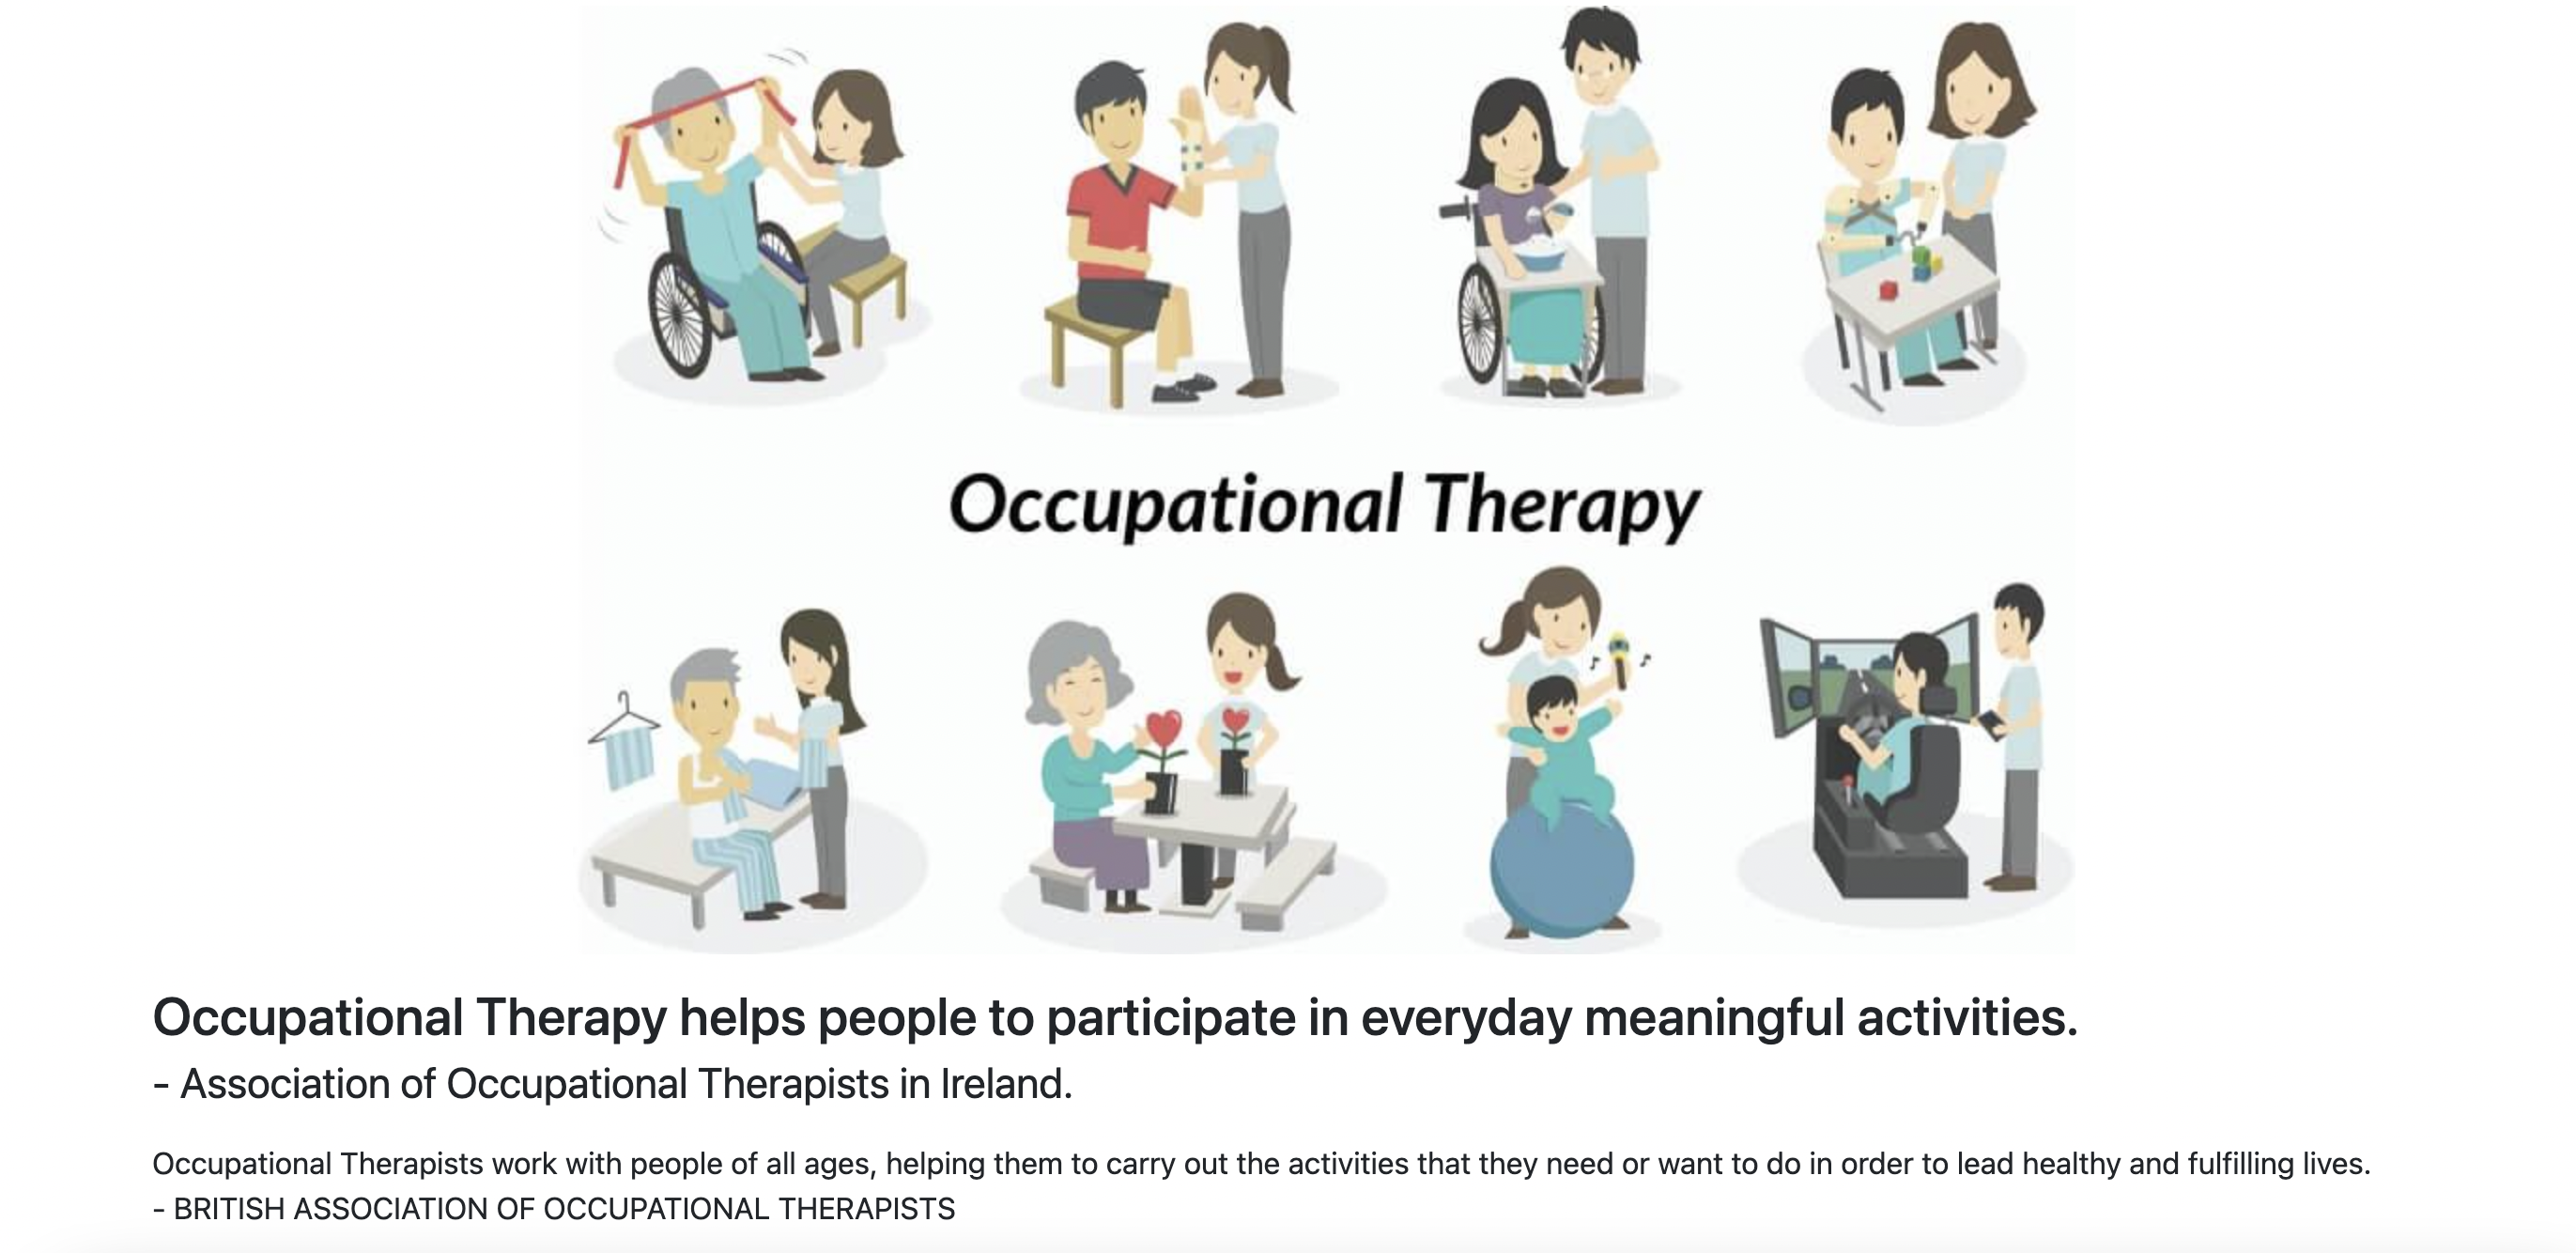 Occupational Therapy
Occupational Therapy helps people to participate in everyday meaningful activities.
- Association of Occupational Therapists in Ireland.
Occupational Therapists work with people of all ages, helping them to carry out the activities that they need or want to do in order to lead healthy and fulfilling lives.
- BRITISH ASSOCIATION OF OCCUPATIONAL THERAPISTS